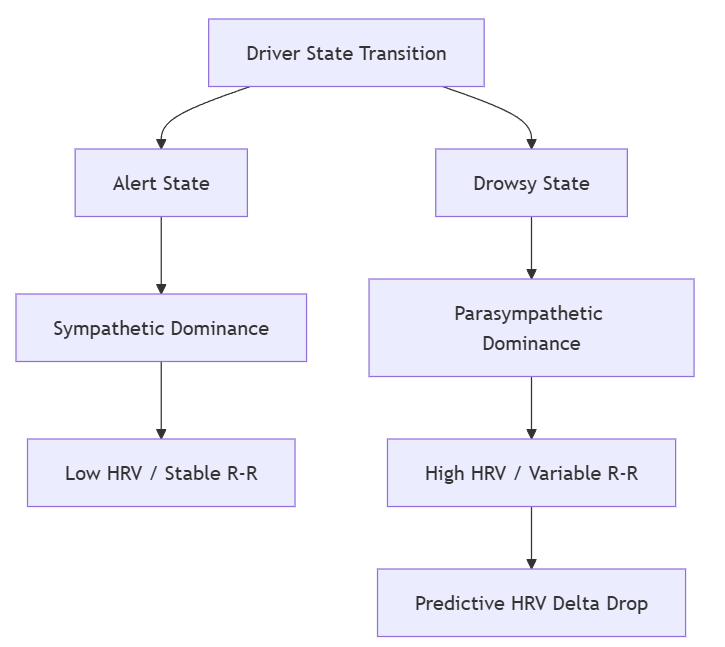 Driver State Transition
Alert State
Drowsy State
Sympathetic Dominance
Parasympathetic
Dominance
Low HRV / Stable R-R
High HRV / Variable R-R
Predictive HRV Delta Drop